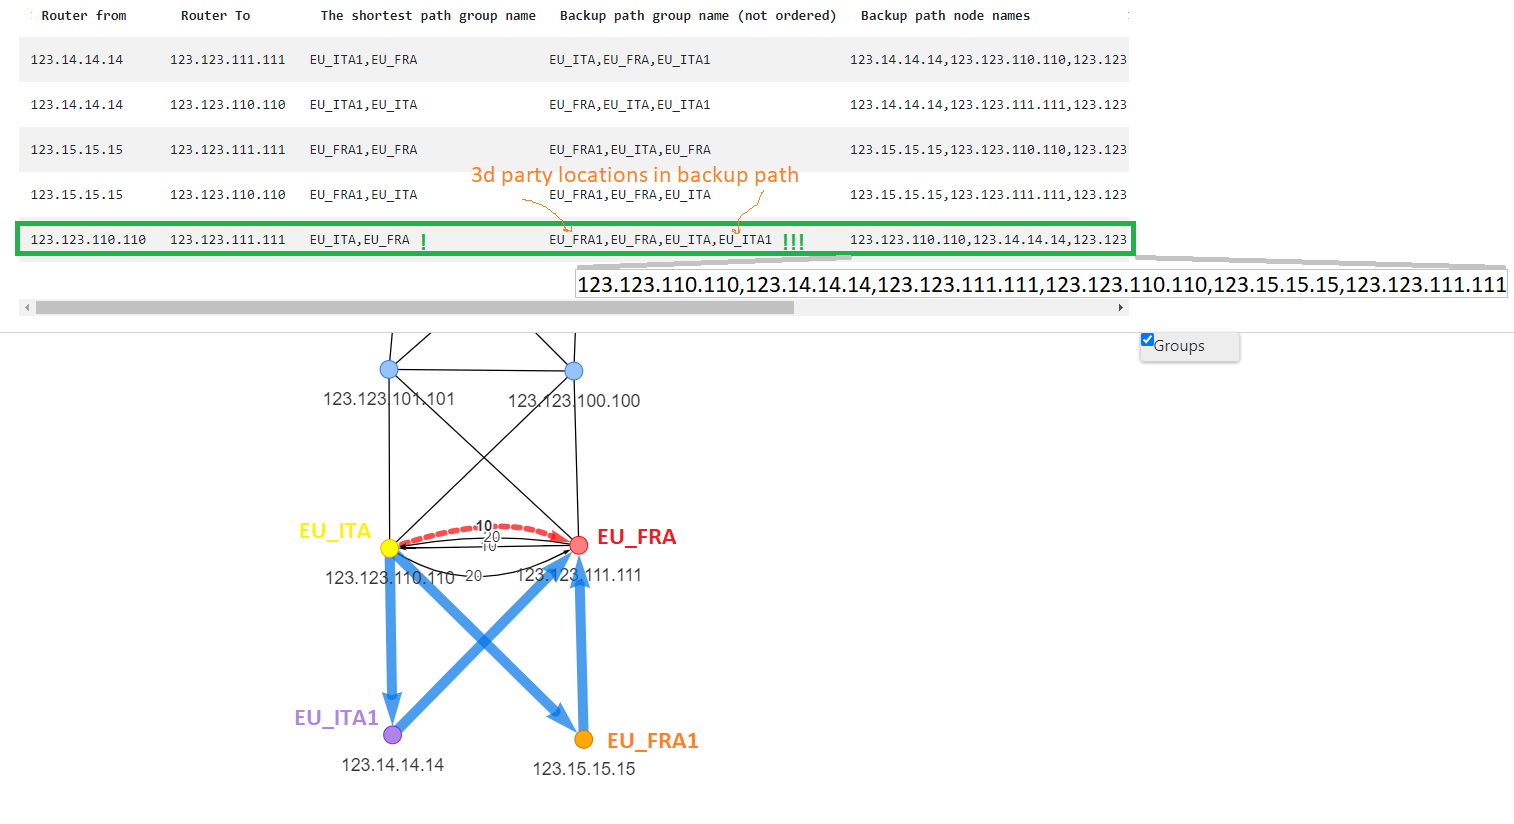 Router from Router To The shortest path group name Backup path group name (not ordered) Backup path node names
123.14.14.14 123.123.111.111 EU_ITA1,EU_FRA EU_ITA,EU_FRA,EU_ITA1 123.14.14.14,123.123.110.110,123.123
123.14.14.14 123.123.110.110 EU_ITA1,EU_ITA EU_FRA,EU_ITA,EU_ITA1 123.14.14.14,123.123.111.111,123.123
123.15.15.15 123.123.111.111 EU_FRA1,EU_FRA EU_FRA1,EU_ITA,EU_FRA 123.15.15.15,123.123.110.110,123.123
3d party locations in backup path
123.15.15.15 123.123.110.110 EU_FRA1,EU_ITA EU_FRA1,EU_FRA,EU_ITA 123.15.15.15,123.123.111.111,123.123
123.123.110.110 123.123.111.111 EU_ITA,EU_FRA ! EU_FRA1,EU_FRA,EU_ITA,EU_ITA1 !!! 123.123.110.110,123.14.14.14,123.123
123.123.110.110,123.14.14.14,123.123.111.111,123.123.110.110,123.15.15.15,123.123.111.111
Groups
123.123.101.101 123.123.100.100
10
EU_ITA EU_FRA
20
10
20
123.123.110.110 123.123.111.111
EU_ITA1
EU_FRA1
123.14.14.14 123.15.15.15